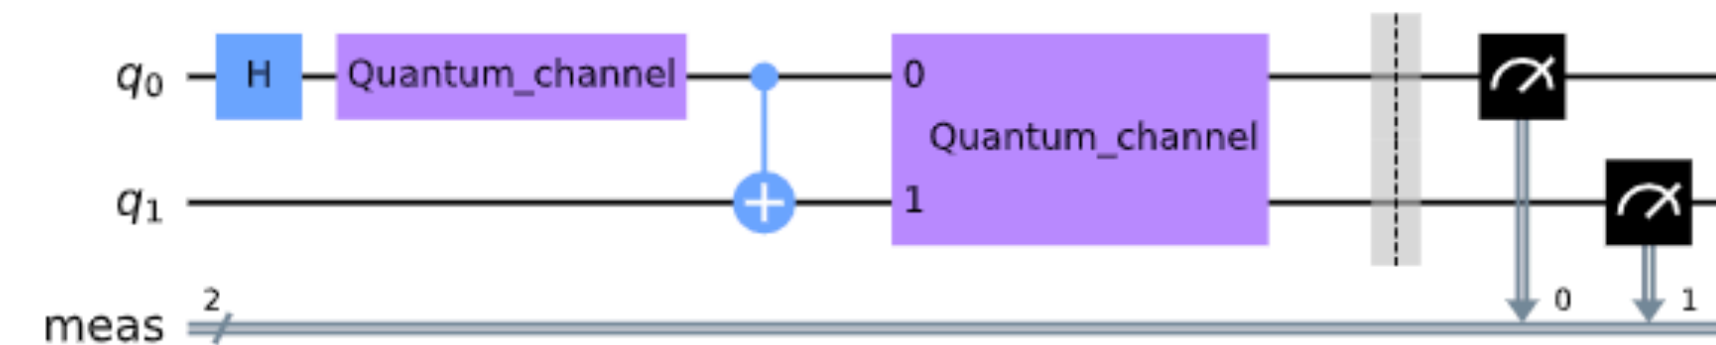 q0 H Quantum_channel 0
Quantum_channel
q1 1
2 0 1
meas